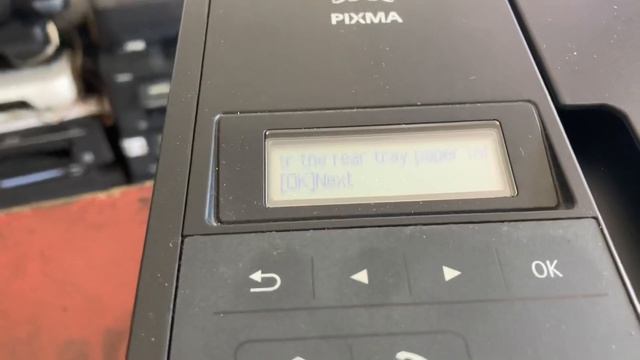 PIXMA
the rear tray paper
[OK]Next
OK